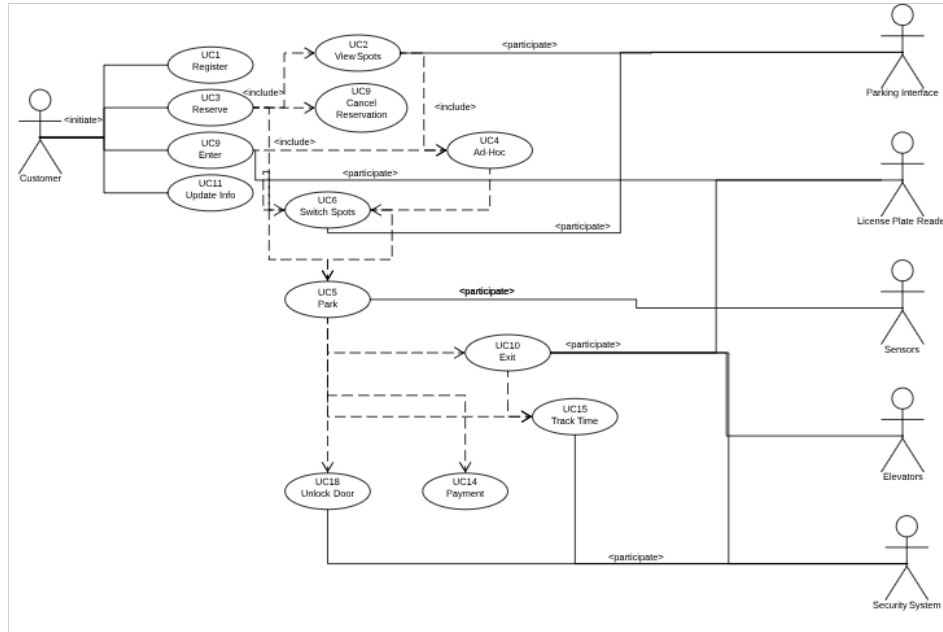 UC1
Register
UC2
View Spots
<participate>
Parking Interface
UC3
Reserve
<include>
UC9
Cancel
Reservation
<include>
<initiate>
Customer
UC9
Enter
<include>
UC4
Ad-Hoc
<participate>
UC11
Update Info
UC6
Switch Spots
<participate>
License Plate Reade
UC5
Park
<participate>
Sensors
UC10
Exit
<participate>
UC15
Track Time
Elevators
UC18
Unlock Door
UC14
Payment
<participate>
Security System